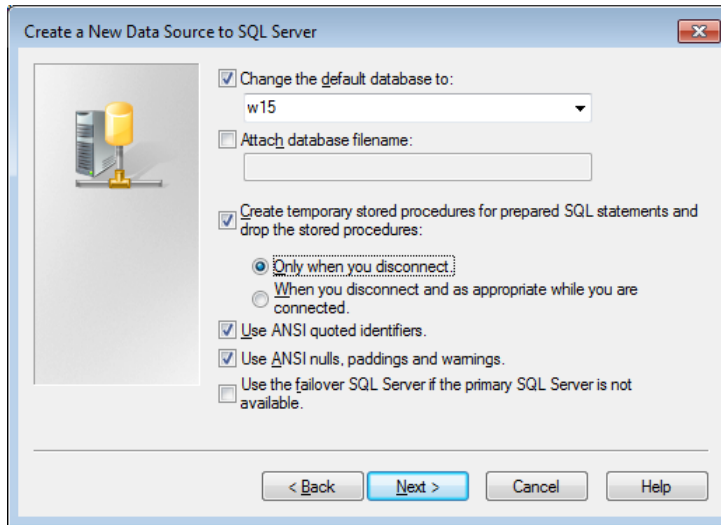 Create a New Data Source to SQL Server
Change the default database to:
w15
Attach database filename:
Create temporary stored procedures for prepared SQL statements and
drop the stored procedures:
Only when you disconnect.
When you disconnect and as appropriate while you are
connected.
Use ANSI quoted identifiers.
Use ANSI nulls, paddings and warnings.
Use the failover SQL Server if the primary SQL Server is not
available.
< Back
Next >
Cancel
Help